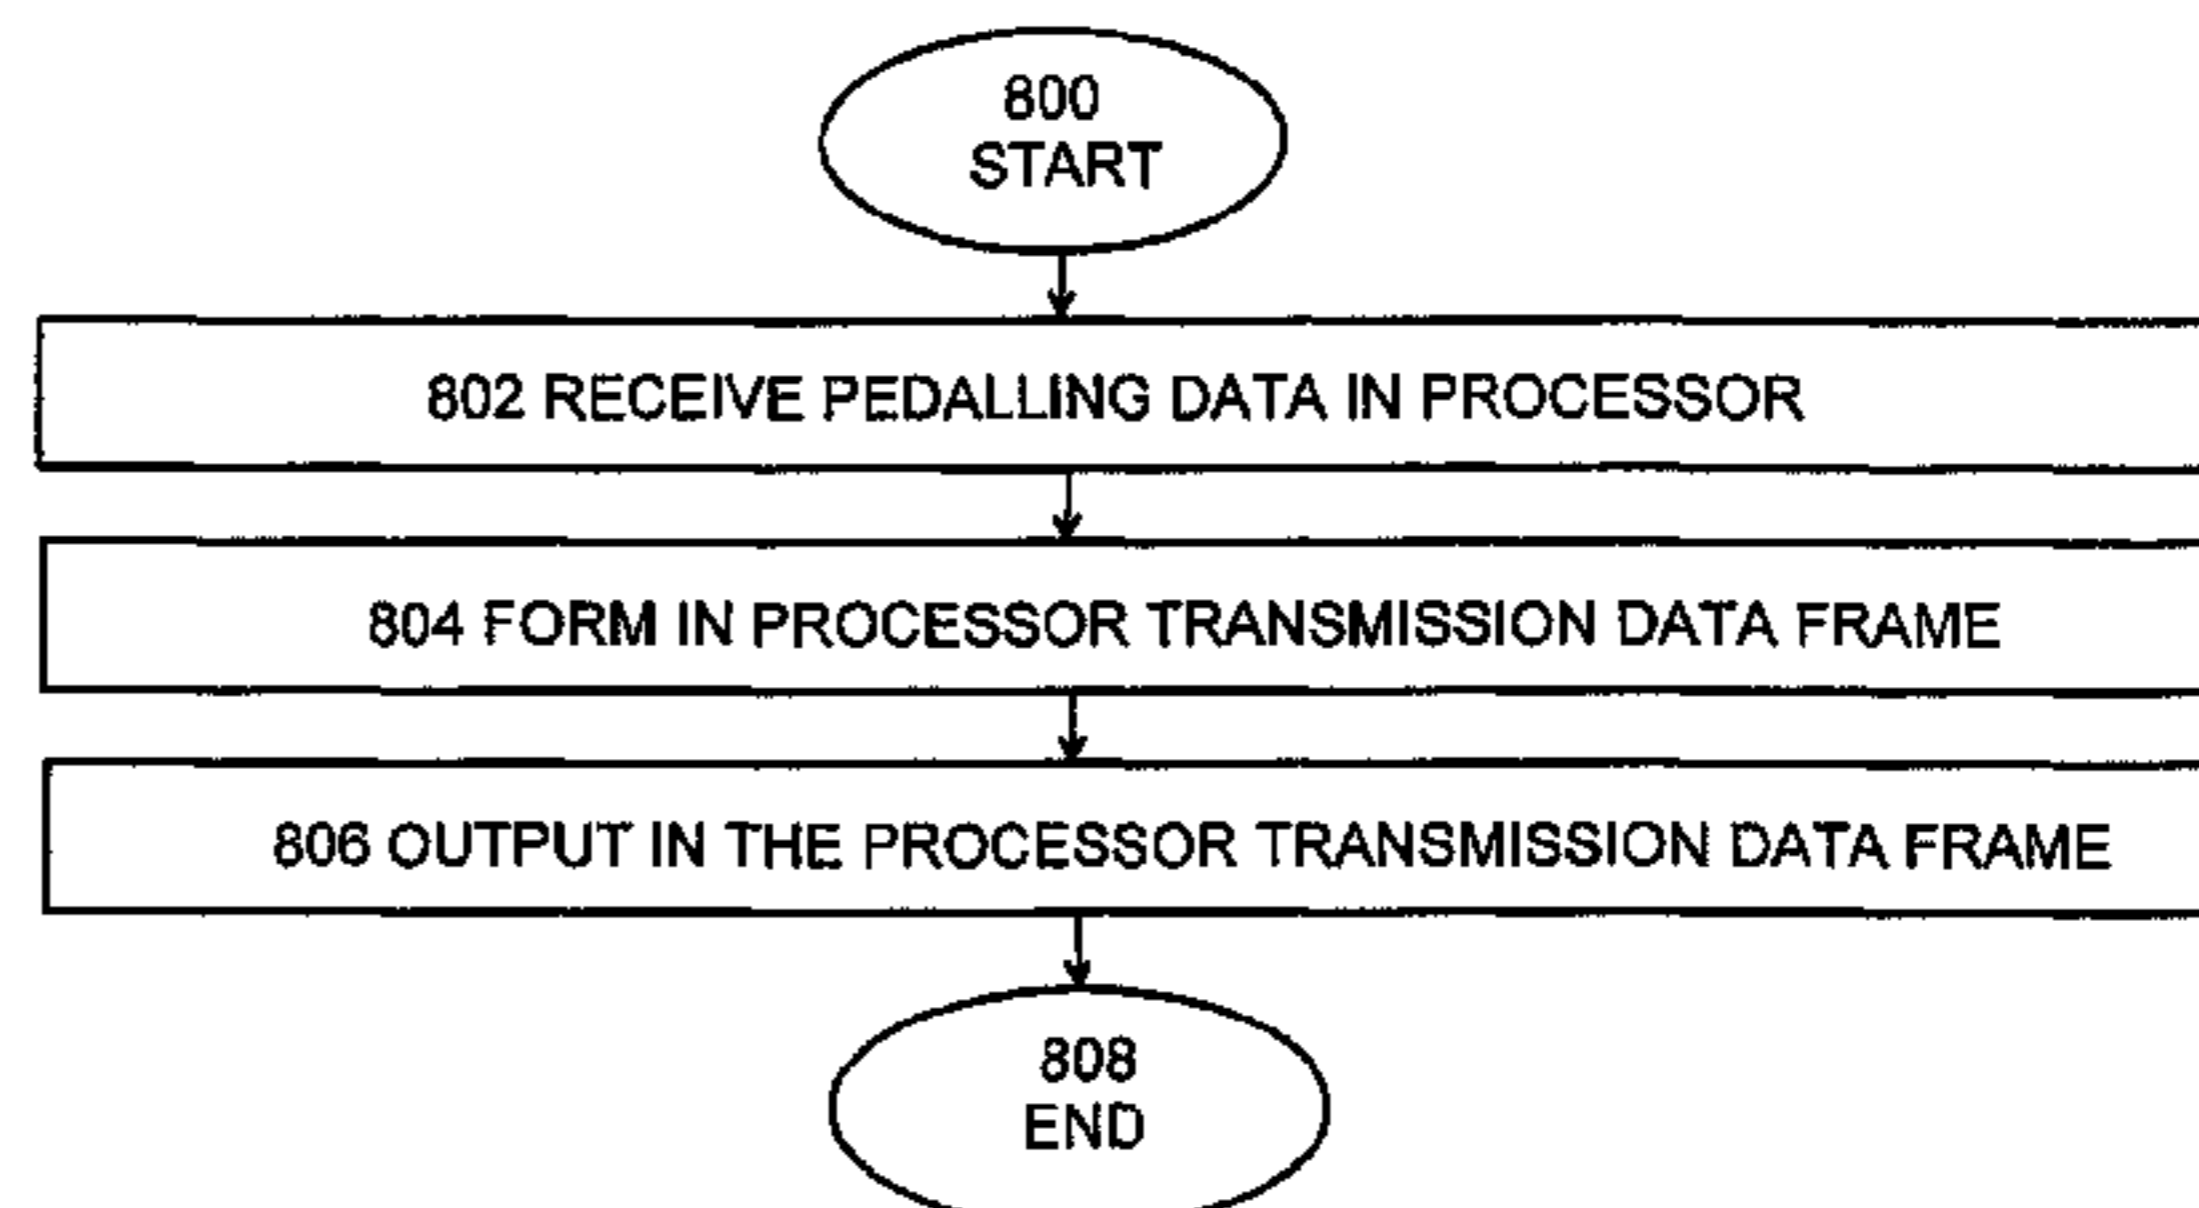 800
START
802 RECEIVE PEDALLING DATA IN PROCESSOR
804 FORM IN PROCESSOR TRANSMISSION DATA FRAME
806 OUTPUT IN THE PROCESSOR TRANSMISSION DATA FRAME
808
END